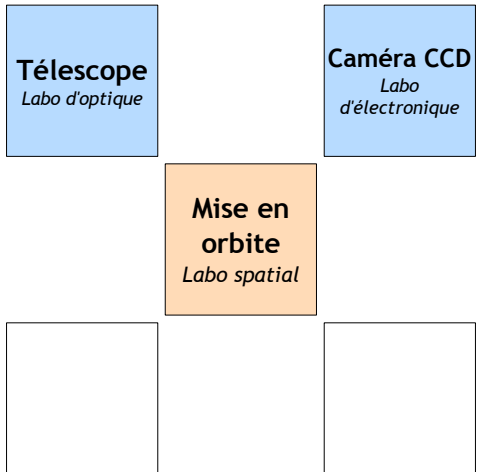 Télescope
Labo d'optique
Caméra CCD
Labo
d'électronique
Mise en
orbite
Labo spatial